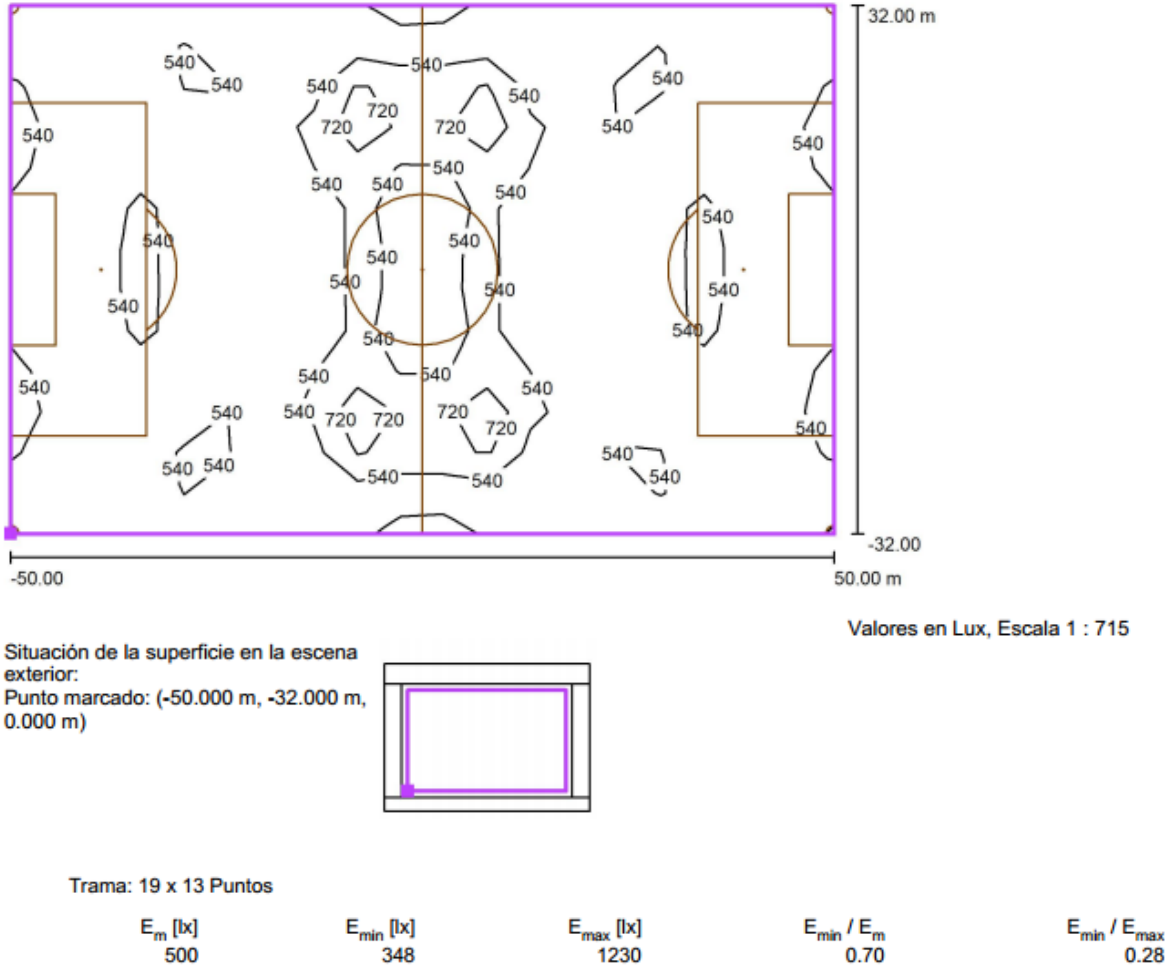 32.00 m
540
540 540 540
540 540 540
720 720 720 540
540 540 540
540 540 540
540 540 540 540
540 540
540 540 540 540
540 540
540 540
540 540 540
540 540 720 720 720 540
720 540
540 540 540 540 540 540
540
-32.00
-50.00 50.00 m
Valores en Lux, Escala 1 : 715
Situación de la superficie en la escena
exterior:
Punto marcado: (-50.000 m, -32.000 m,
0.000 m)
Trama: 19 x 13 Puntos
Em [lx] Emin [lx] Emax [lx] Emin / Em Emin / Emax
500 348 1230 0.70 0.28